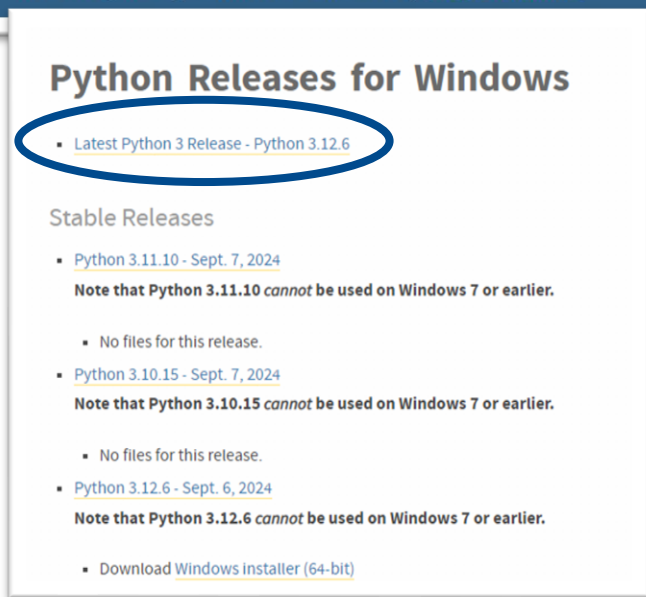 Python Releases for Windows
Latest Python 3 Release - Python 3.12.6
Stable Releases
Python 3.11.10 - Sept. 7, 2024
Note that Python 3.11.10 cannot be used on Windows 7 or earlier.
No files for this release.
Python 3.10.15 - Sept. 7, 2024
Note that Python 3.10.15 cannot be used on Windows 7 or earlier.
No files for this release.
Python 3.12.6 - Sept. 6, 2024
Note that Python 3.12.6 cannot be used on Windows 7 or earlier.
Download Windows installer (64-bit)